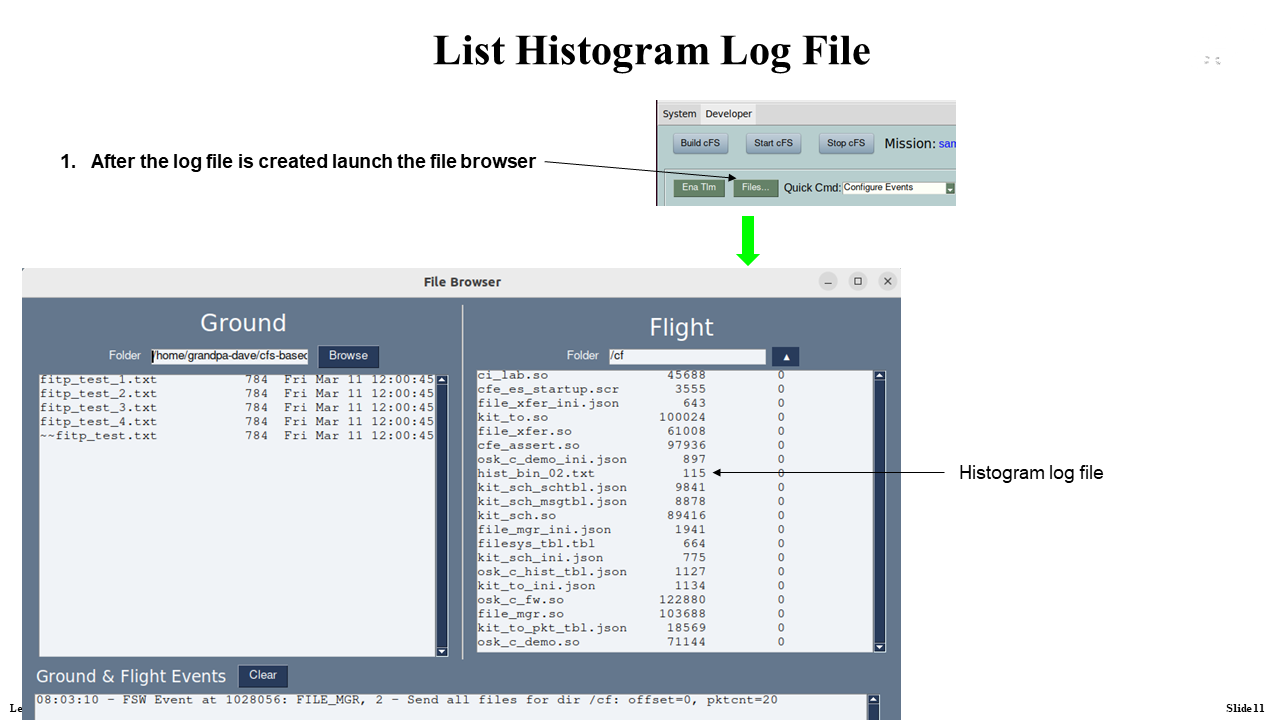 List Histogram Log File
1. After the log file is created launch the file browser
System Developer
Build cFS Start cFS Stop cFS Mission:
Ena Tlm Files... Quick Cmd: Configure Events
File Browser
Ground
Folder /home/grandpa-dave/cfs-based Browse
fitp_test_1.txt 784 Fri Mar 11 12:00:45
fitp_test_2.txt 784 Fri Mar 11 12:00:45
fitp_test_3.txt 784 Fri Mar 11 12:00:45
fitp_test_4.txt 784 Fri Mar 11 12:00:45
~~fitp_test.txt 784 Fri Mar 11 12:00:45
Flight
Folder /cf
ci_lab.so 45688 0
cfe_es_startup.scr 3555 0
file_xfer_ini.json 643 0
kit_to.so 100024 0
file_xfer.so 61008 0
cfe_assert.so 97936 0
osk_c_demo_ini.json 897 0
hist_bin_02.txt 115 0
kit_sch_schtbl.json 9841 0
kit_sch_msgtbl.json 8878 0
kit_sch.so 89416 0
file_mgr_ini.json 1941 0
filesys_tbl.tbl 664 0
kit_sch_ini.json 775 0
osk_c_hist_tbl.json 1127 0
kit_to_ini.json 1134 0
osk_c_fw.so 122880 0
file_mgr.so 103688 0
kit_to_pkt_tbl.json 18569 0
osk_c_demo.so 71144 0
Histogram log file
Ground & Flight Events Clear
08:03:10 - FSW Event at 1028056: FILE_MGR, 2 - Send all files for dir /cf: offset=0, pktcnt=20
Slide 11